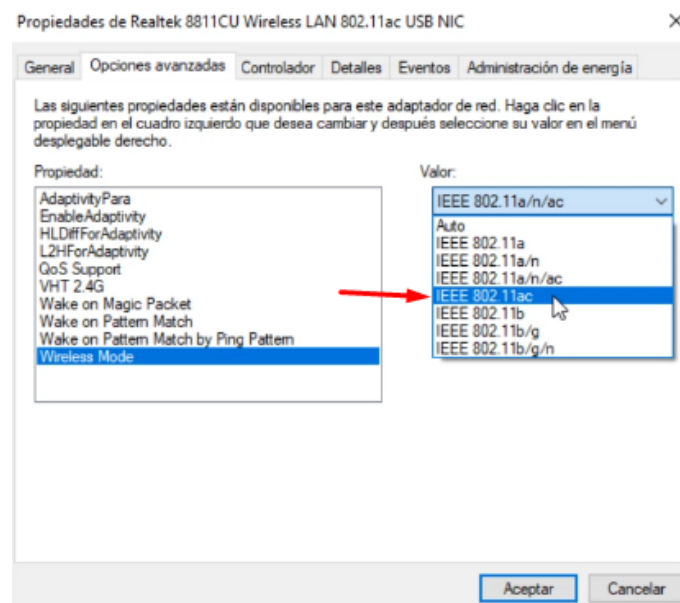 Propiedades de Realtek 8811CU Wireless LAN 802.11ac USB NIC
General Opciones avanzadas Controlador Detalles Eventos Administración de energía
Las siguientes propiedades están disponibles para este adaptador de red. Haga clic en la
propiedad en el cuadro izquierdo que desea cambiar y después seleccione su valor en el menú
desplegable derecho.
Propiedad:
AdaptivityPara
EnableAdaptivity
HLDiffForAdaptivity
L2HForAdaptivity
QoS Support
VHT 2.4G
Wake on Magic Packet
Wake on Pattern Match
Wake on Pattern Match by Ping Pattern
Wireless Mode
Valor:
IEEE 802.11a/n/ac
Auto
IEEE 802.11a
IEEE 802.11a/n
IEEE 802.11a/n/ac
IEEE 802.11ac
IEEE 802.11b
IEEE 802.11b/g
IEEE 802.11b/g/n
Aceptar Cancelar